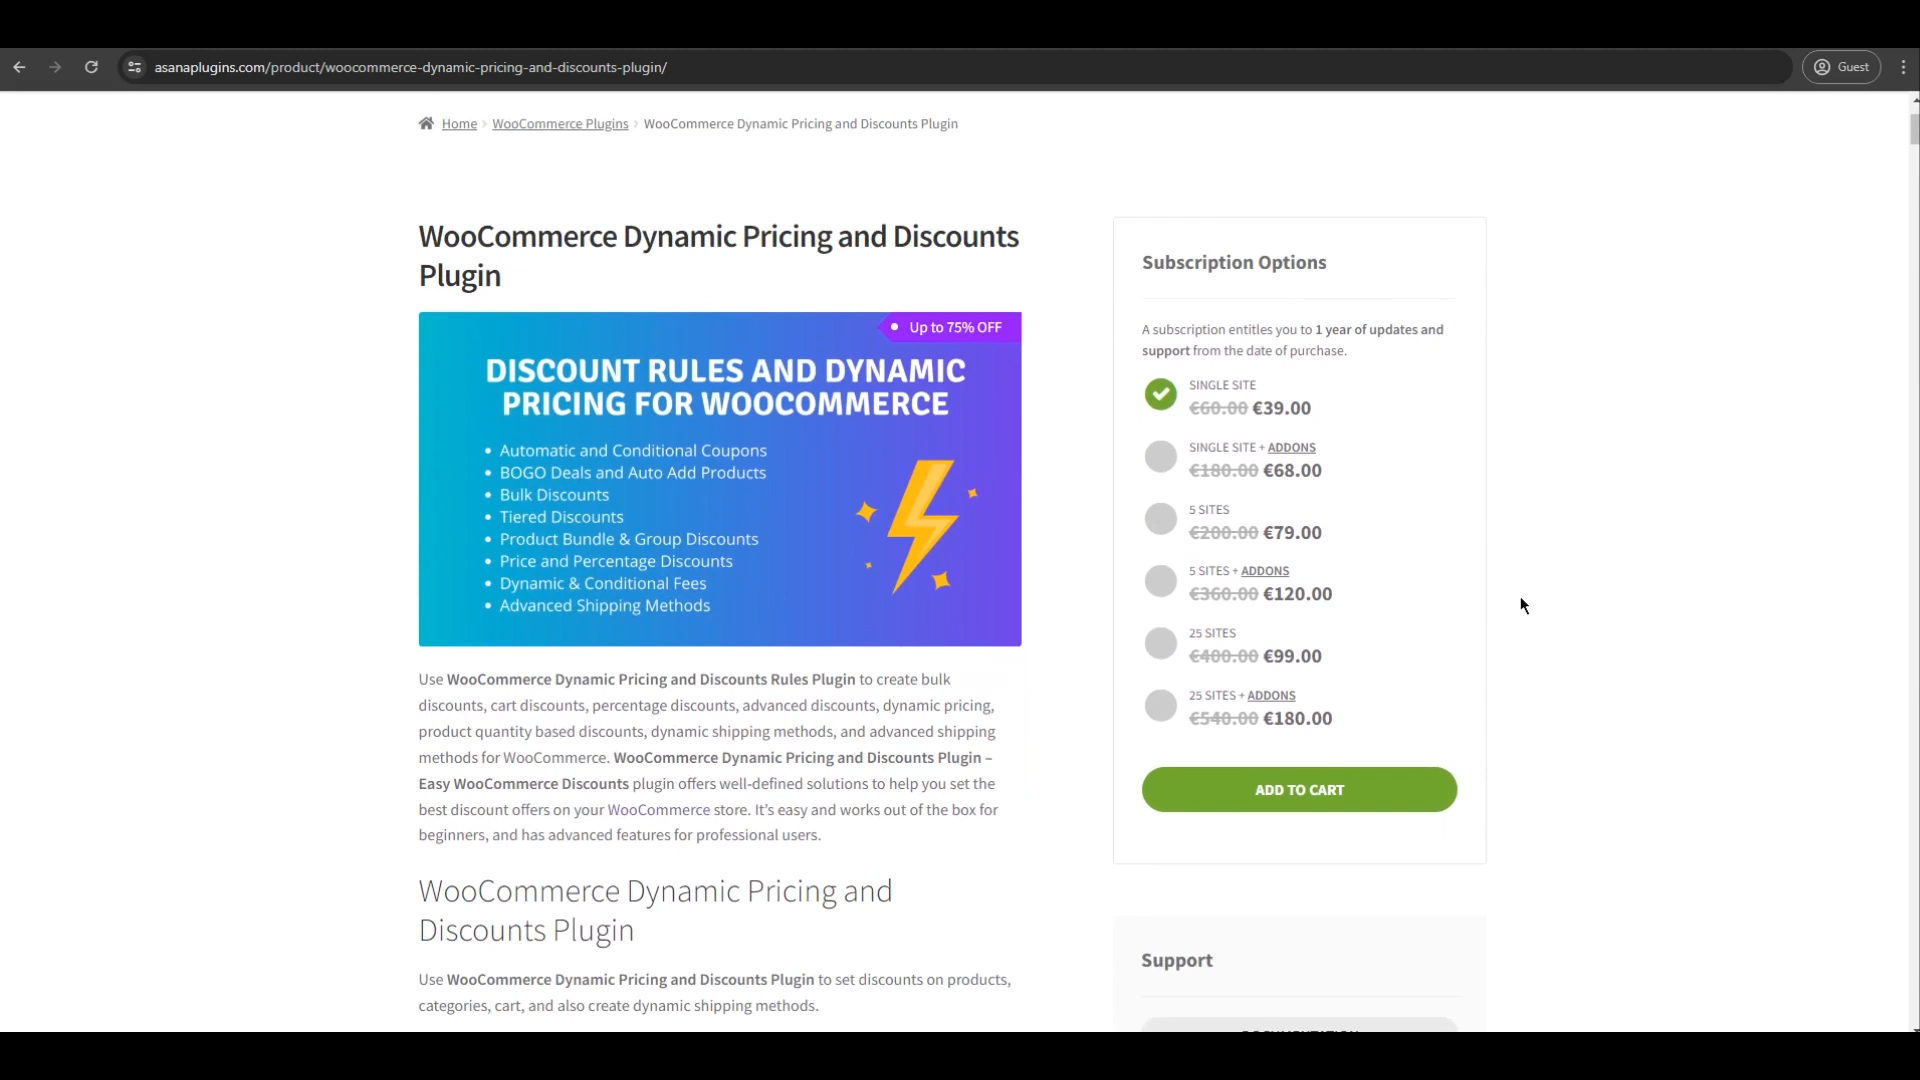 asanaplugins.com/product/woocommerce-dynamic-pricing-and-discounts-plugin/
Guest
Home › WooCommerce Plugins › WooCommerce Dynamic Pricing and Discounts Plugin
WooCommerce Dynamic Pricing and Discounts
Plugin
Up to 75% OFF
DISCOUNT RULES AND DYNAMIC
PRICING FOR WOOCOMMERCE
• Automatic and Conditional Coupons
• BOGO Deals and Auto Add Products
• Bulk Discounts
• Tiered Discounts
• Product Bundle & Group Discounts
• Price and Percentage Discounts
• Dynamic & Conditional Fees
• Advanced Shipping Methods
Use WooCommerce Dynamic Pricing and Discounts Rules Plugin to create bulk
discounts, cart discounts, percentage discounts, advanced discounts, dynamic pricing,
product quantity based discounts, dynamic shipping methods, and advanced shipping
methods for WooCommerce. WooCommerce Dynamic Pricing and Discounts Plugin –
Easy WooCommerce Discounts plugin offers well-defined solutions to help you set the
best discount offers on your WooCommerce store. It's easy and works out of the box for
beginners, and has advanced features for professional users.
WooCommerce Dynamic Pricing and
Discounts Plugin
Use WooCommerce Dynamic Pricing and Discounts Plugin to set discounts on products,
categories, cart, and also create dynamic shipping methods.
Subscription Options
A subscription entitles you to 1 year of updates and
support from the date of purchase.
SINGLE SITE
€60.00 €39.00
SINGLE SITE + ADDONS
€180.00 €68.00
5 SITES
€200.00 €79.00
5 SITES + ADDONS
€360.00 €120.00
25 SITES
€400.00 €99.00
25 SITES + ADDONS
€540.00 €180.00
ADD TO CART
Support